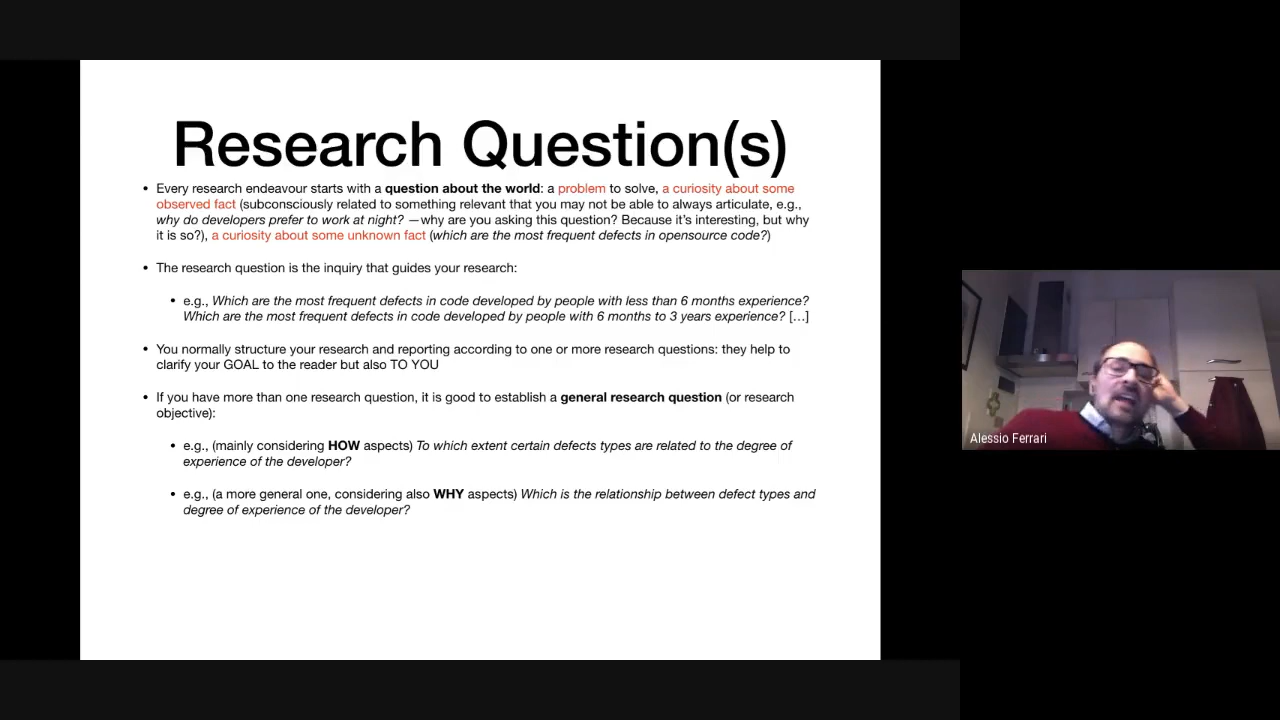 Research Question(s)
• Every research endeavour starts with a question about the world: a problem to solve, a curiosity about some
observed fact (subconsciously related to something relevant that you may not be able to always articulate, e.g.,
why do developers prefer to work at night? —why are you asking this question? Because it’s interesting, but why
it is so?), a curiosity about some unknown fact (which are the most frequent defects in opensource code?)
• The research question is the inquiry that guides your research:
• e.g., Which are the most frequent defects in code developed by people with less than 6 months experience?
Which are the most frequent defects in code developed by people with 6 months to 3 years experience? […]
• You normally structure your research and reporting according to one or more research questions: they help to
clarify your GOAL to the reader but also TO YOU
• If you have more than one research question, it is good to establish a general research question (or research
objective):
• e.g., (mainly considering HOW aspects) To which extent certain defects types are related to the degree of
experience of the developer?
• e.g., (a more general one, considering also WHY aspects) Which is the relationship between defect types and
degree of experience of the developer?
Alessio Ferrari